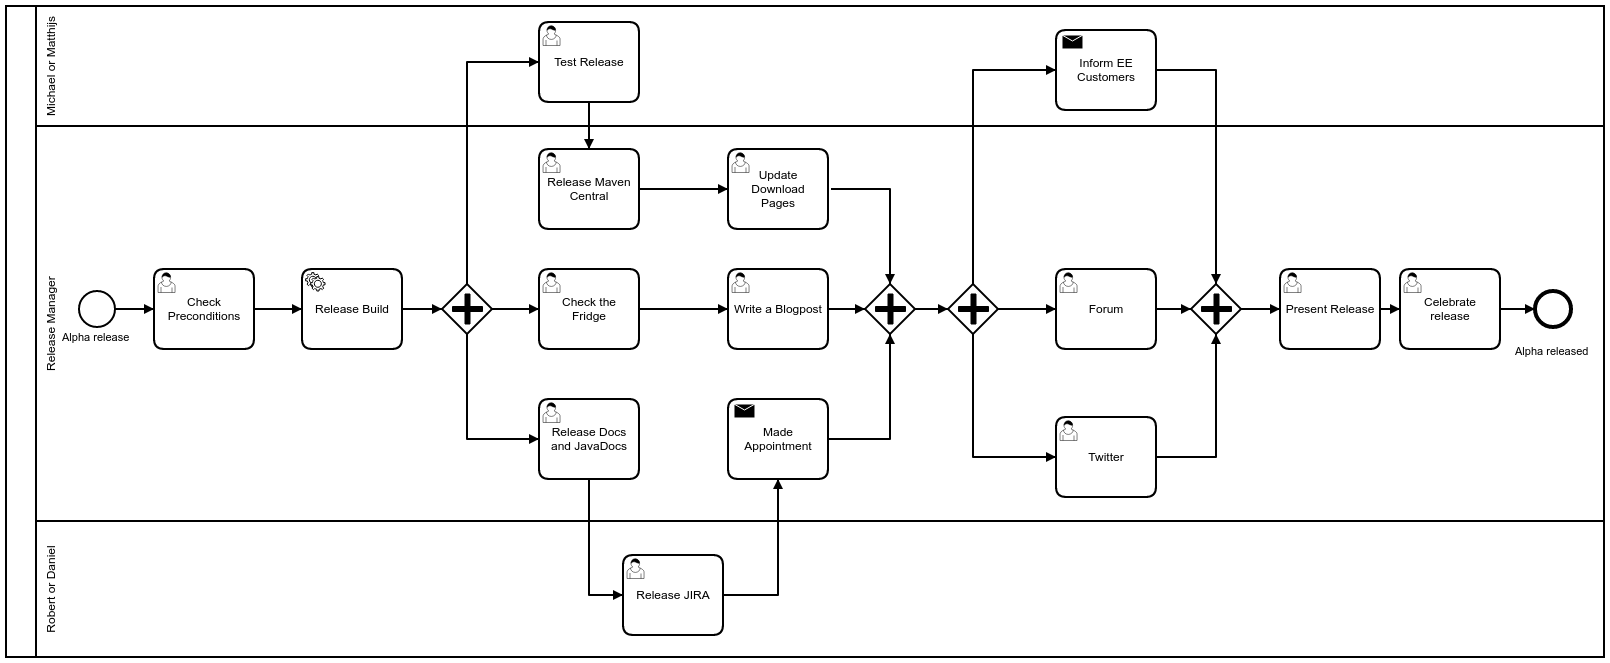 Michael or Matthijs
Test Release
Inform EE
Customers
Release Manager
Release Maven
Central
Update
Download
Pages
Alpha release
Check
Preconditions
Release Build
Check the
Fridge
Write a Blogpost
Forum
Present Release
Celebrate
release
Alpha released
Release Docs
and JavaDocs
Made
Appointment
Twitter
Robert or Daniel
Release JIRA